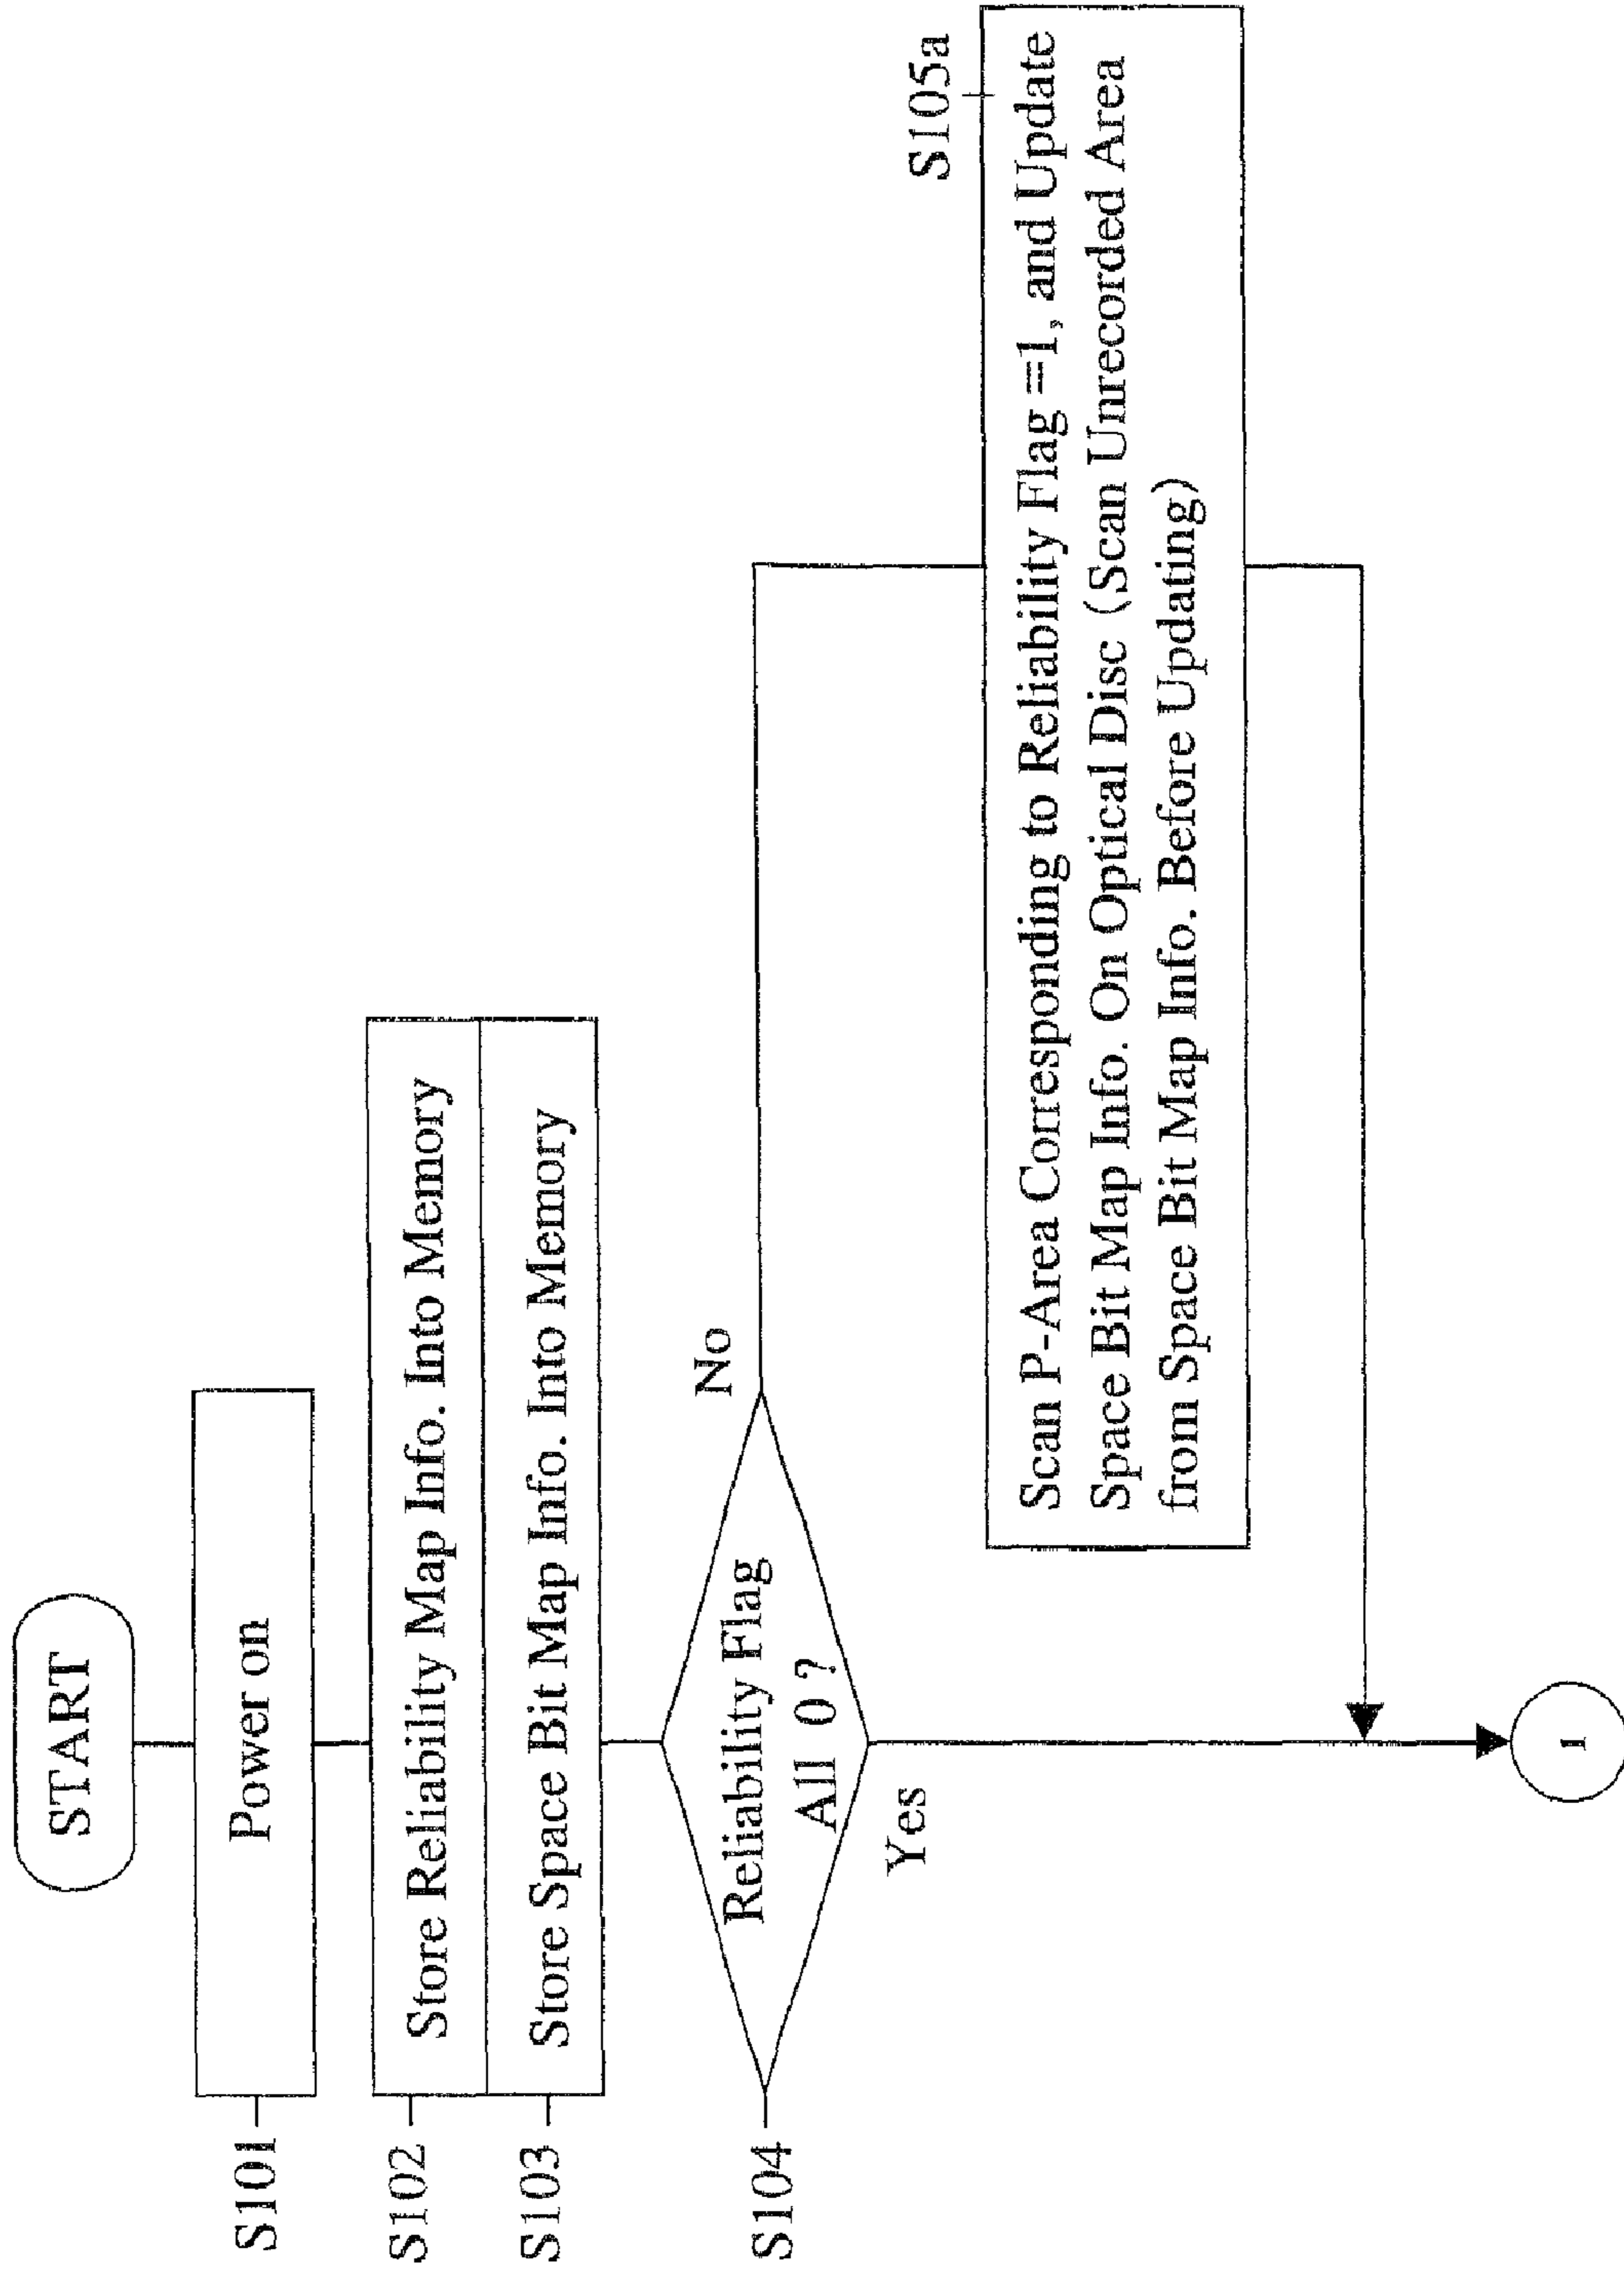 START
S101
Power on
S102
Store Reliability Map Info. Into Memory
S103
Store Space Bit Map Info. Into Memory
S104
Reliability Flag
All 0 ?
No
Yes
S105a
Scan P-Area Corresponding to Reliability Flag =1, and Update
Space Bit Map Info. On Optical Disc (Scan Unrecorded Area
from Space Bit Map Info. Before Updating)
1